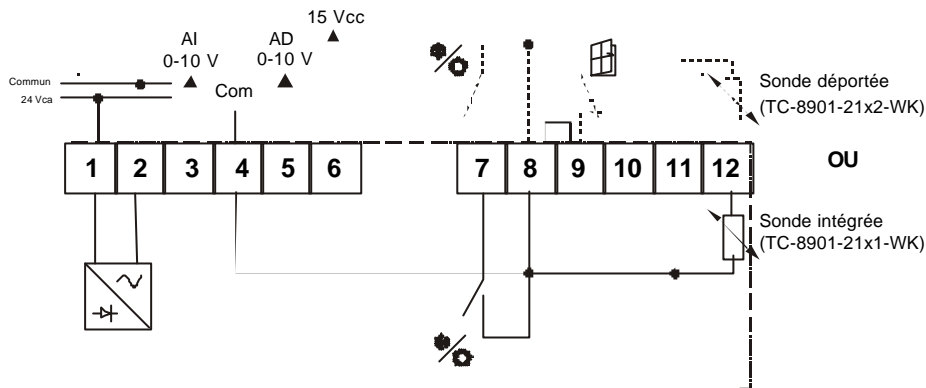 15 Vcc
AI
0-10 V
AD
0-10 V
Commun
24 Vca
Com
Sonde déportée
(TC-8901-21x2-WK)
1 2 3 4 5 6 7 8 9 10 11 12
OU
Sonde intégrée
(TC-8901-21x1-WK)